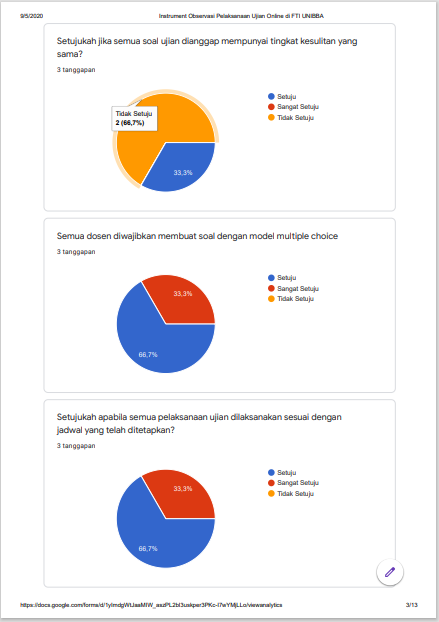 9/5/2020
Instrument Observasi Pelaksanaan Ujian Online di FTI UNIBBA
Setujukah jika semua soal ujian dianggap mempunyai tingkat kesulitan yang
sama?
3 tanggapan
Tidak Setuju
2 (66,7%)
33,3%
Setuju
Sangat Setuju
Tidak Setuju
Semua dosen diwajibkan membuat soal dengan model multiple choice
3 tanggapan
33,3%
66,7%
Setuju
Sangat Setuju
Tidak Setuju
Setujukah apabila semua pelaksanaan ujian dilaksanakan sesuai dengan
jadwal yang telah ditetapkan?
3 tanggapan
33,3%
66,7%
Setuju
Sangat Setuju
Tidak Setuju
3/13